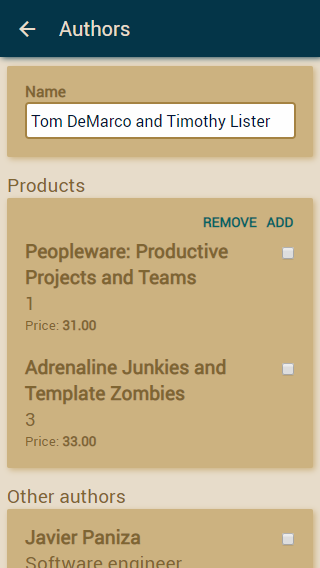 Authors
Name
Tom DeMarco and Timothy Lister
Products
REMOVE ADD
Peopleware: Productive
Projects and Teams
1
Price: 31.00
Adrenaline Junkies and
Template Zombies
3
Price: 33.00
Other authors
Javier Paniza
Software engineer